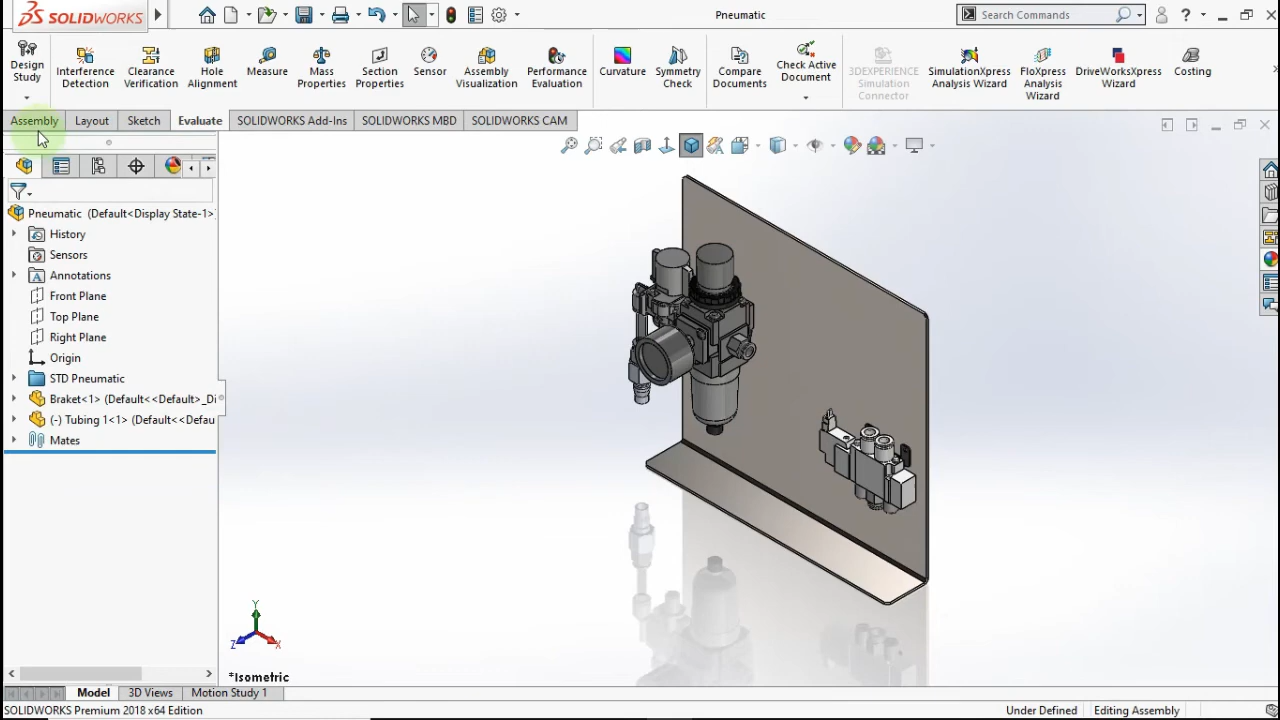 SOLIDWORKS
Pneumatic
Search Commands
?
Design Study
Interference Detection
Clearance Verification
Hole Alignment
Measure
Mass Properties
Section Properties
Sensor
Assembly Visualization
Performance Evaluation
Curvature
Symmetry Check
Compare Documents
Check Active Document
3DEXPERIENCE Simulation Connector
SimulationXpress Analysis Wizard
FloXpress Analysis Wizard
DriveWorksXpress Wizard
Costing
Assembly
Layout
Sketch
Evaluate
SOLIDWORKS Add-Ins
SOLIDWORKS MBD
SOLIDWORKS CAM
Pneumatic (Default<Display State-1>
History
Sensors
Annotations
Front Plane
Top Plane
Right Plane
Origin
STD Pneumatic
Braket<1> (Default<<Default>_Di
(-) Tubing 1<1> (Default<<Defau
Mates
Y
Z
X
*Isometric
Model
3D Views
Motion Study 1
SOLIDWORKS Premium 2018 x64 Edition
Under Defined
Editing Assembly